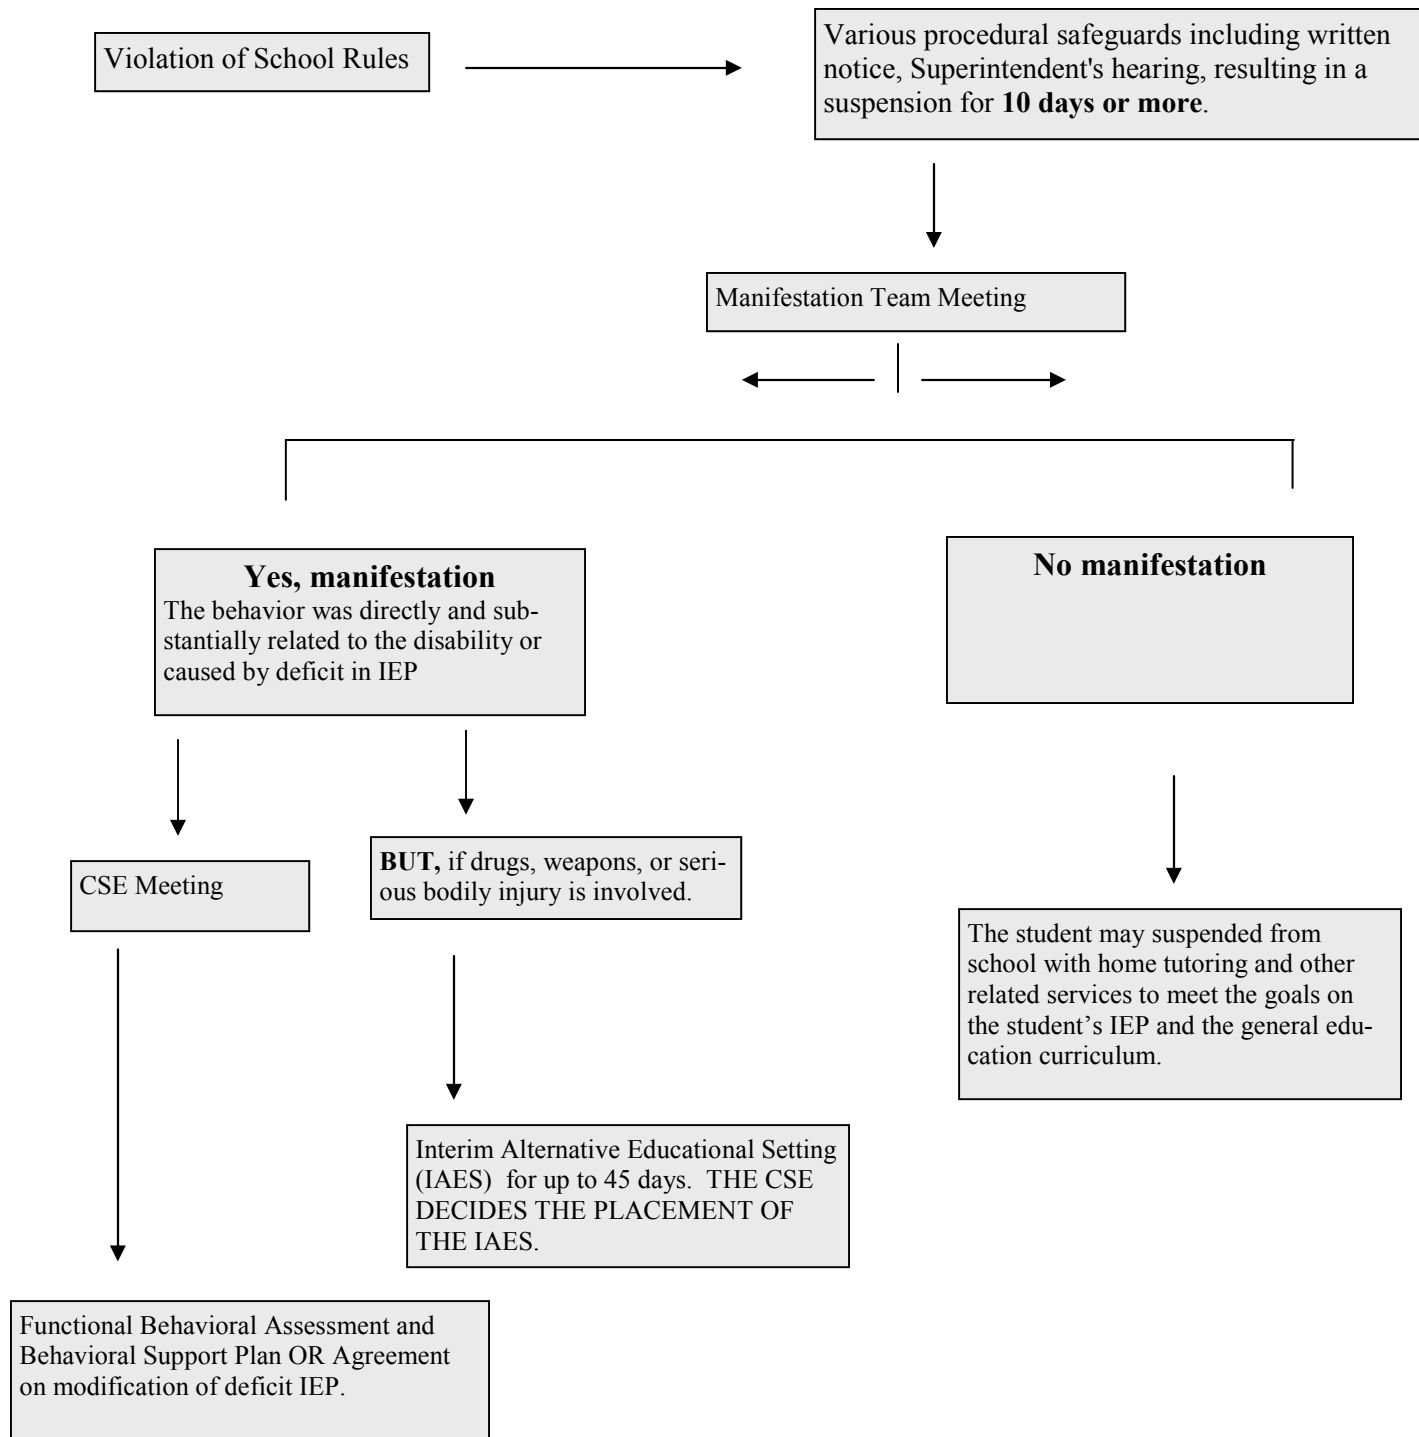 Violation of School Rules
Various procedural safeguards including written
notice, Superintendent's hearing, resulting in a
suspension for 10 days or more.
Manifestation Team Meeting
Yes, manifestation
The behavior was directly and sub-
stantially related to the disability or
caused by deficit in IEP
No manifestation
CSE Meeting
BUT, if drugs, weapons, or seri-
ous bodily injury is involved.
The student may suspended from
school with home tutoring and other
related services to meet the goals on
the student’s IEP and the general edu-
cation curriculum.
Interim Alternative Educational Setting
(IAES)  for up to 45 days.  THE CSE
DECIDES THE PLACEMENT OF
THE IAES.
Functional Behavioral Assessment and
Behavioral Support Plan OR Agreement
on modification of deficit IEP.